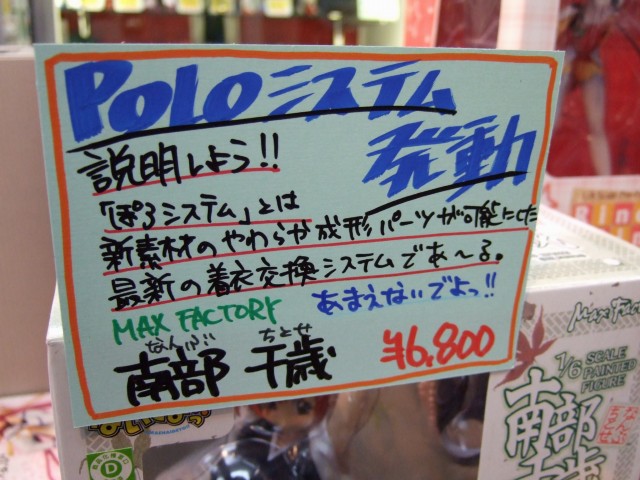 POLOシステム
発動
説明しよう!!
「ぽろシステム」とは
新素材のやわらか成形パーツが可能にした
最新の着衣交換システムであ〜る。
MAX FACTORY
あまえないでよっ!!
なんぶ ちとせ
南部 千歳
¥6,800
Max Fact
1/6 SCALE
PAINTED
FIGURE
南部